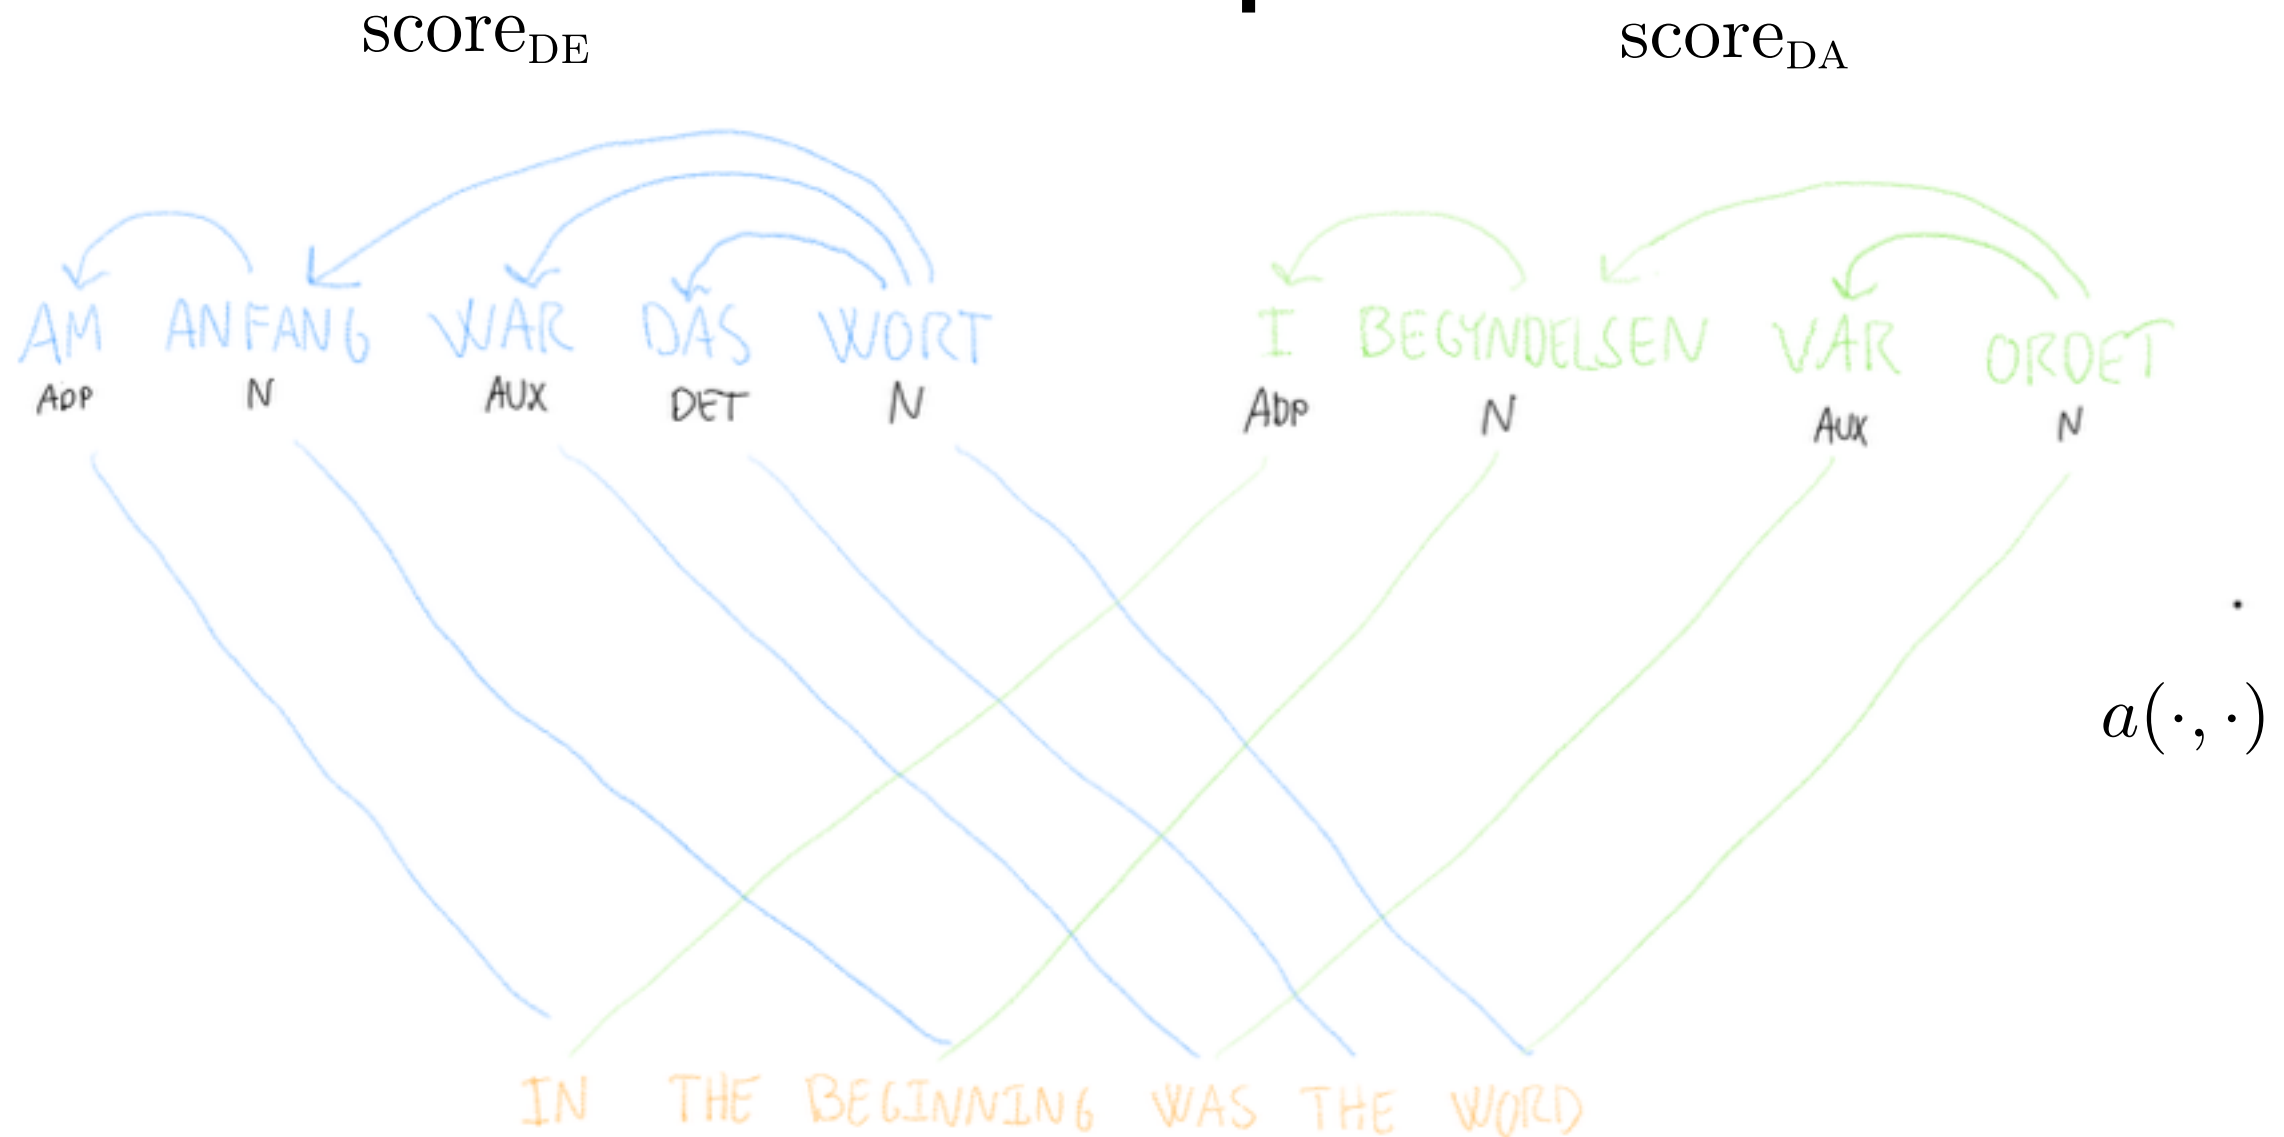 score_DE score_DA
AM ANFANG WAR DAS WORT I BEGYNDELSEN VAR ORDET
ADP N AUX DET N ADP N AUX N
a(·,·)
IN THE BEGINNING WAS THE WORD